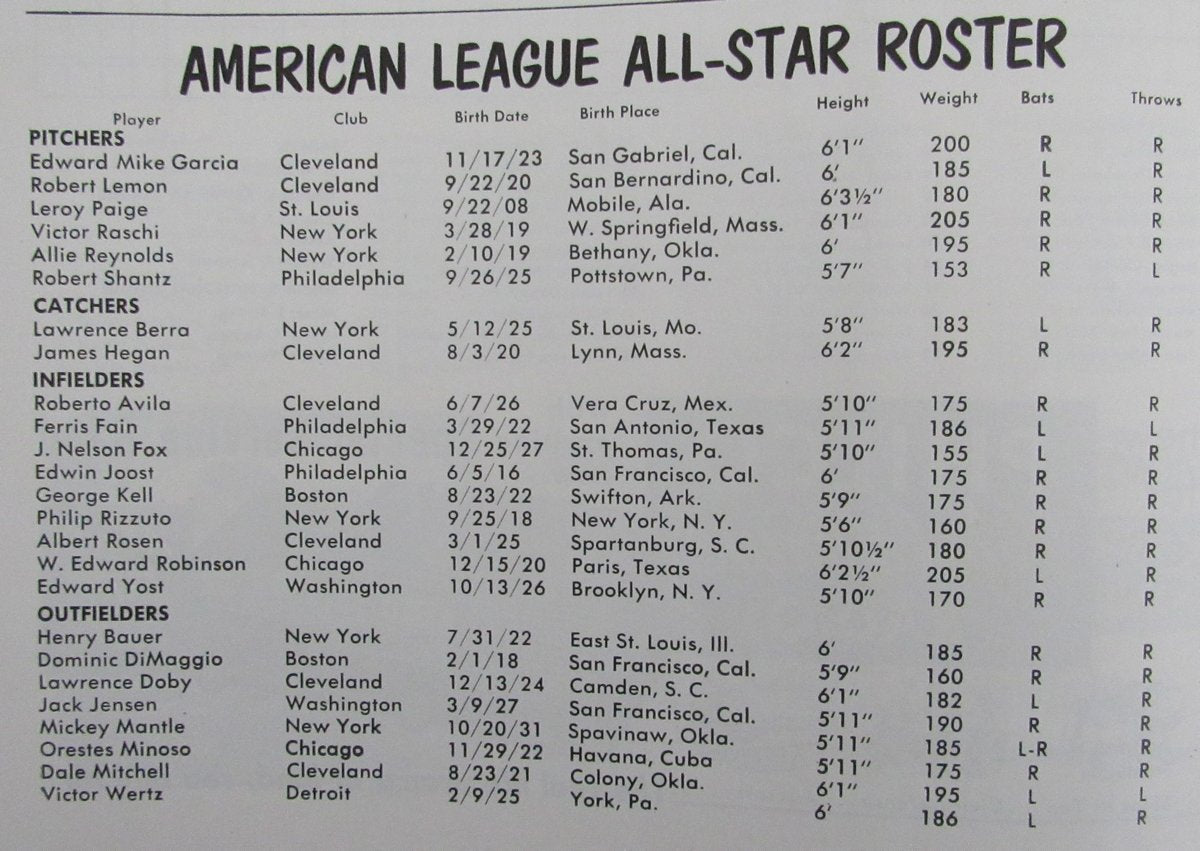 AMERICAN LEAGUE ALL-STAR ROSTER
Player Club Birth Date Birth Place Height Weight Bats Throws
PITCHERS
Edward Mike Garcia Cleveland 11/17/23 San Gabriel, Cal. 6'1" 200 R R
Robert Lemon Cleveland 9/22/20 San Bernardino, Cal. 6' 185 L R
Leroy Paige St. Louis 9/22/08 Mobile, Ala. 6'3½" 180 R R
Victor Raschi New York 3/28/19 W. Springfield, Mass. 6'1" 205 R R
Allie Reynolds New York 2/10/19 Bethany, Okla. 6' 195 R R
Robert Shantz Philadelphia 9/26/25 Pottstown, Pa. 5'7" 153 R L
CATCHERS
Lawrence Berra New York 5/12/25 St. Louis, Mo. 5'8" 183 L R
James Hegan Cleveland 8/3/20 Lynn, Mass. 6'2" 195 R R
INFIELDERS
Roberto Avila Cleveland 6/7/26 Vera Cruz, Mex. 5'10" 175 R R
Ferris Fain Philadelphia 3/29/22 San Antonio, Texas 5'11" 186 L L
J. Nelson Fox Chicago 12/25/27 St. Thomas, Pa. 5'10" 155 L R
Edwin Joost Philadelphia 6/5/16 San Francisco, Cal. 6' 175 R R
George Kell Boston 8/23/22 Swifton, Ark. 5'9" 175 R R
Philip Rizzuto New York 9/25/18 New York, N. Y. 5'6" 160 R R
Albert Rosen Cleveland 3/1/25 Spartanburg, S. C. 5'10½" 180 R R
W. Edward Robinson Chicago 12/15/20 Paris, Texas 6'2½" 205 L R
Edward Yost Washington 10/13/26 Brooklyn, N. Y. 5'10" 170 R R
OUTFIELDERS
Henry Bauer New York 7/31/22 East St. Louis, Ill. 6' 185 R R
Dominic DiMaggio Boston 2/1/18 San Francisco, Cal. 5'9" 160 R R
Lawrence Doby Cleveland 12/13/24 Camden, S. C. 6'1" 182 L R
Jack Jensen Washington 3/9/27 San Francisco, Cal. 5'11" 190 R R
Mickey Mantle New York 10/20/31 Spavinaw, Okla. 5'11" 185 L-R R
Orestes Minoso Chicago 11/29/22 Havana, Cuba 5'11" 175 R R
Dale Mitchell Cleveland 8/23/21 Colony, Okla. 6'1" 195 L L
Victor Wertz Detroit 2/9/25 York, Pa. 6' 186 L R